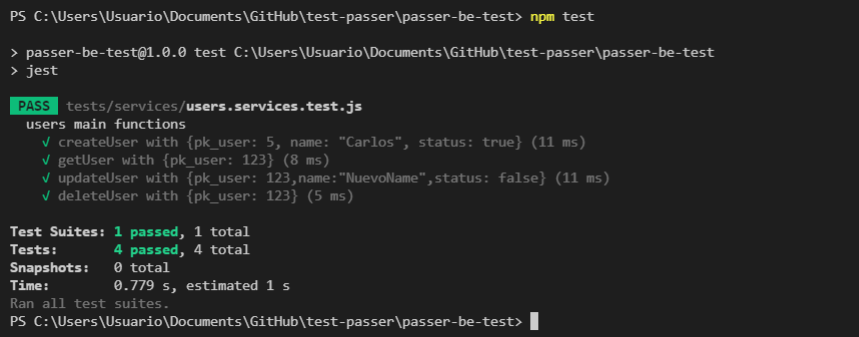 PS C:\Users\Usuario\Documents\GitHub\test-passer\passer-be-test> npm test
> passer-be-test@1.0.0 test C:\Users\Usuario\Documents\GitHub\test-passer\passer-be-test
> jest
PASS tests/services/users.services.test.js
users main functions
√ createUser with {pk_user: 5, name: "Carlos", status: true} (11 ms)
√ getUser with {pk_user: 123} (8 ms)
√ updateUser with {pk_user: 123,name:"NuevoName",status: false} (11 ms)
√ deleteUser with {pk_user: 123} (5 ms)
Test Suites: 1 passed, 1 total
Tests: 4 passed, 4 total
Snapshots: 0 total
Time: 0.779 s, estimated 1 s
Ran all test suites.
PS C:\Users\Usuario\Documents\GitHub\test-passer\passer-be-test>